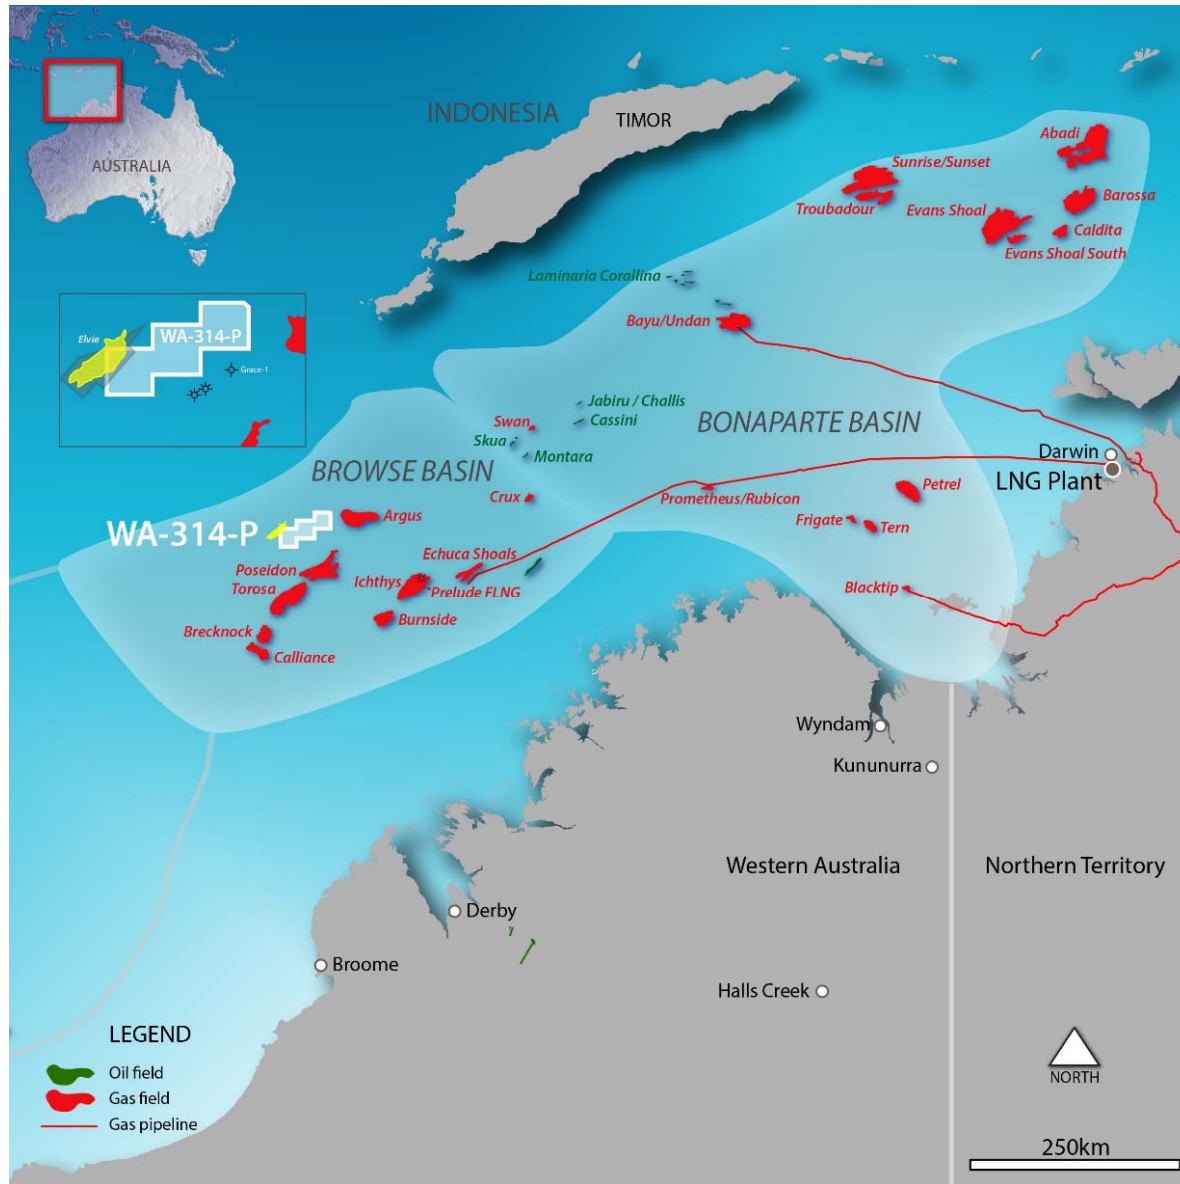 INDONESIA
TIMOR
AUSTRALIA
Abadi
Sunrise/Sunset
Barossa
Troubadour
Evans Shoal
Caldita
Evans Shoal South
Laminaria Corallina
Bayu/Undan
Elvie
WA-314-P
Grace-1
Jabiru / Challis
Cassini
Swan
Skua
Montara
BONAPARTE BASIN
BROWSE BASIN
Darwin
LNG Plant
Crux
Prometheus/Rubicon
Petrel
Argus
WA-314-P
Frigate
Tern
Echuca Shoals
Poseidon
Ichthys
Torosa
Prelude FLNG
Blacktip
Burnside
Brecknock
Calliance
Wyndam
Kununurra
Western Australia
Northern Territory
Derby
Broome
Halls Creek
LEGEND
Oil field
Gas field
Gas pipeline
NORTH
250km